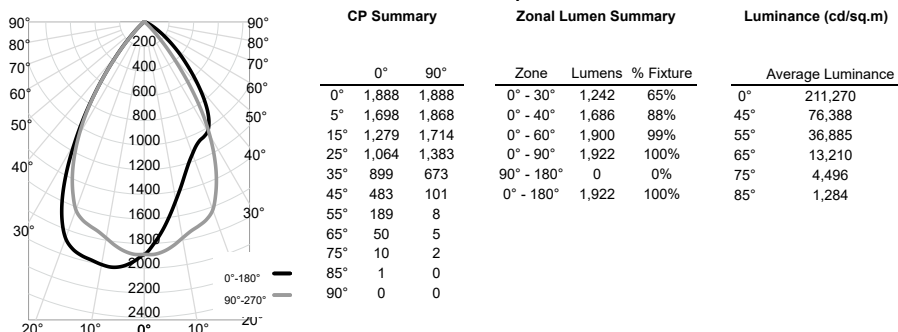 90°
80°
70°
60°
50°
40°
30°
20° 10° 0° 10° 20°
90°
80°
70°
60°
50°
40°
30°
200
400
600
800
1000
1200
1400
1600
1800
2000
2200
2400
0°-180°
90°-270°
CP Summary
0° 90°
0° 1,888 1,888
5° 1,698 1,868
15° 1,279 1,714
25° 1,064 1,383
35° 899 673
45° 483 101
55° 189 8
65° 50 5
75° 10 2
85° 1 0
90° 0 0
Zonal Lumen Summary
Zone Lumens % Fixture
0° - 30° 1,242 65%
0° - 40° 1,686 88%
0° - 60° 1,900 99%
0° - 90° 1,922 100%
90° - 180° 0 0%
0° - 180° 1,922 100%
Luminance (cd/sq.m)
Average Luminance
0° 211,270
45° 76,388
55° 36,885
65° 13,210
75° 4,496
85° 1,284